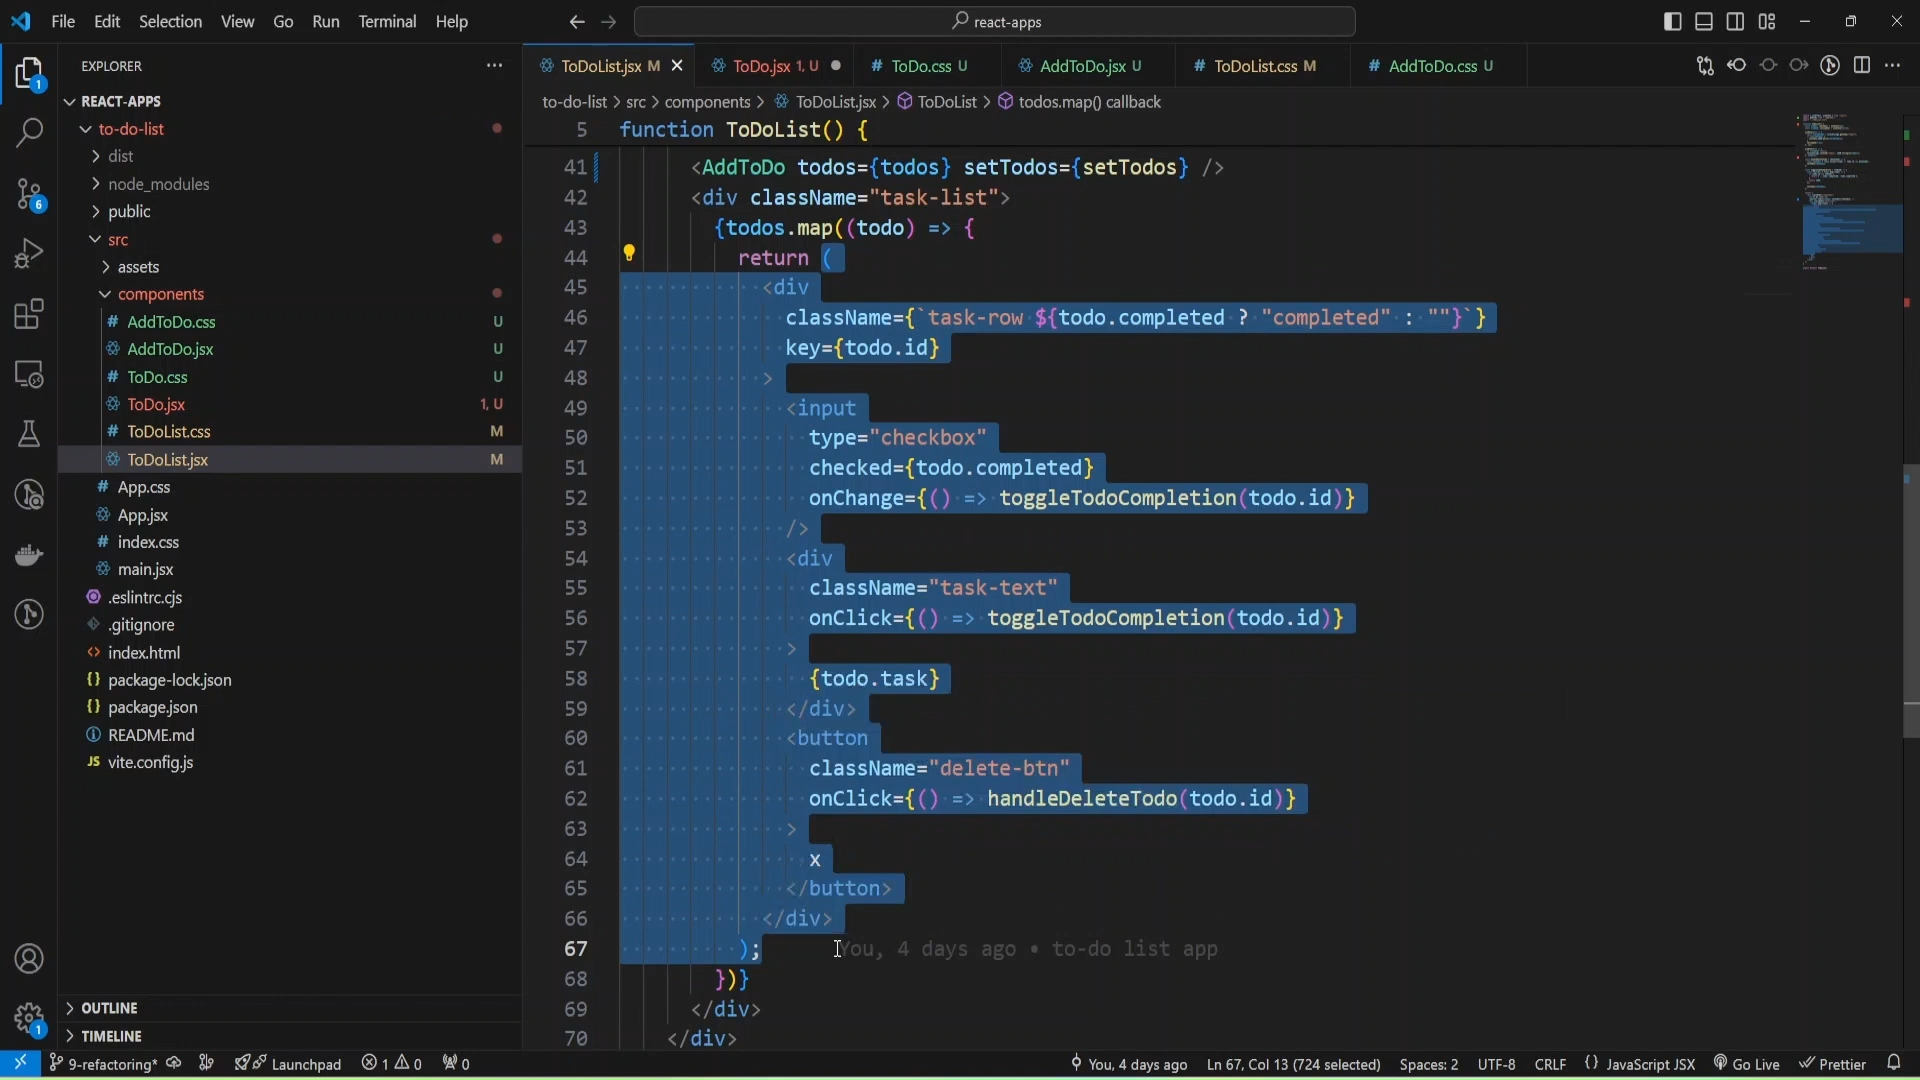 File Edit Selection View Go Run Terminal Help
react-apps
EXPLORER
ToDoList.jsx M
ToDo.jsx 1, U
ToDo.css U
AddToDo.jsx U
ToDoList.css M
AddToDo.css U
to-do-list > src > components > ToDoList.jsx > ToDoList > todos.map() callback
REACT-APPS
to-do-list
dist
node_modules
public
src
assets
components
AddToDo.css U
AddToDo.jsx U
ToDo.css U
ToDo.jsx 1, U
ToDoList.css M
ToDoList.jsx M
App.css
App.jsx
index.css
main.jsx
.eslintrc.cjs
.gitignore
index.html
package-lock.json
package.json
README.md
JS vite.config.js
OUTLINE
TIMELINE
1
6
1
5 function ToDoList() {
41 <AddToDo todos={todos} setTodos={setTodos} />
42 <div className="task-list">
43 {todos.map((todo) => {
44 return (
45 <div
46 className={`task-row ${todo.completed ? "completed" : ""}`}
47 key={todo.id}
48 >
49 <input
50 type="checkbox"
51 checked={todo.completed}
52 onChange={() => toggleTodoCompletion(todo.id)}
53 />
54 <div
55 className="task-text"
56 onClick={() => toggleTodoCompletion(todo.id)}
57 >
58 {todo.task}
59 </div>
60 <button
61 className="delete-btn"
62 onClick={() => handleDeleteTodo(todo.id)}
63 >
64 x
65 </button>
66 </div>
67 ); You, 4 days ago • to-do list app
68 })}
69 </div>
70 </div>
9-refactoring* Launchpad 1 0 0
You, 4 days ago Ln 67, Col 13 (724 selected) Spaces: 2 UTF-8 CRLF {} JavaScript JSX Go Live Prettier